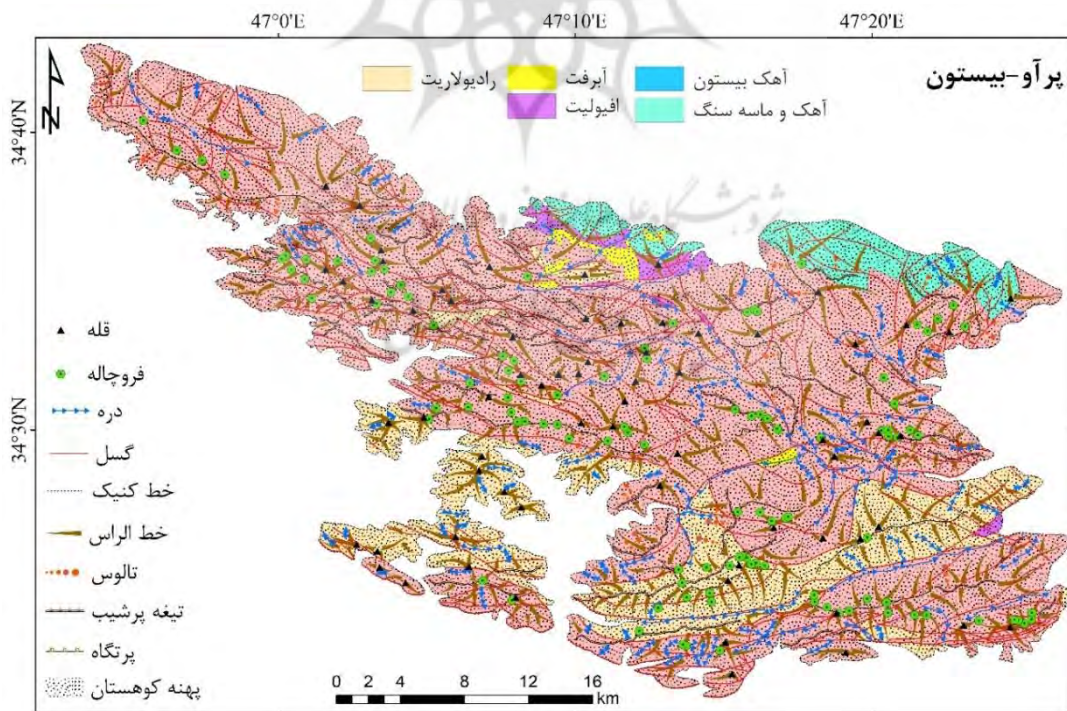 47°0'E 47°10'E 47°20'E
پرآو-بیستون
آهک بیستون
آبرفت
رادیولاریت
آهک و ماسه سنگ
افیولیت
34°40'N
34°30'N
N
قله
فروچاله
دره
گسل
خط کنیک
خط الراس
تالوس
تیغه پرشیب
پرتگاه
پهنه کوهستان
0 2 4 8 12 16
km